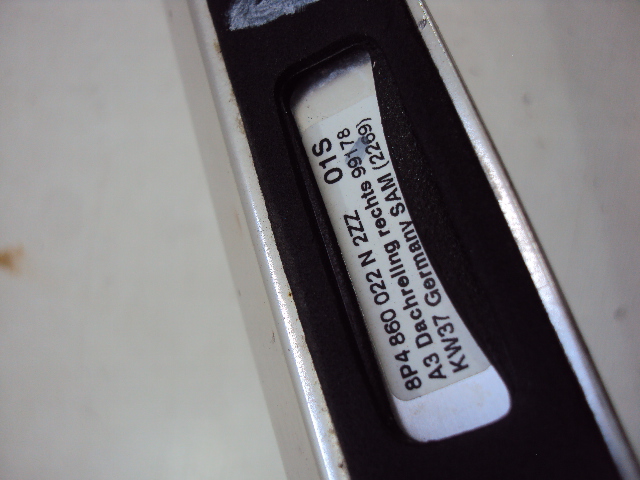 8P4 860 022 N 2ZZ 01S
A3 Dachreling rechts 99178
KW37 Germany SAM (2269)